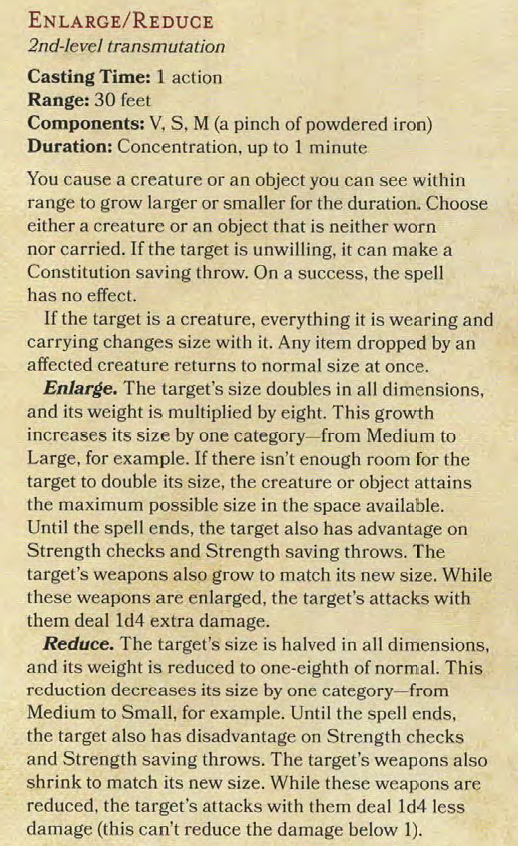 ENLARGE/REDUCE
2nd-level transmutation
Casting Time: 1 action
Range: 30 feet
Components: V, S, M (a pinch of powdered iron)
Duration: Concentration, up to 1 minute
You cause a creature or an object you can see within
range to grow larger or smaller for the duration. Choose
either a creature or an object that is neither worn
nor carried. If the target is unwilling, it can make a
Constitution saving throw. On a success, the spell
has no effect.
If the target is a creature, everything it is wearing and
carrying changes size with it. Any item dropped by an
affected creature returns to normal size at once.
Enlarge. The target's size doubles in all dimensions,
and its weight is multiplied by eight. This growth
increases its size by one category—from Medium to
Large, for example. If there isn't enough room for the
target to double its size, the creature or object attains
the maximum possible size in the space available.
Until the spell ends, the target also has advantage on
Strength checks and Strength saving throws. The
target's weapons also grow to match its new size. While
these weapons are enlarged, the target's attacks with
them deal 1d4 extra damage.
Reduce. The target's size is halved in all dimensions,
and its weight is reduced to one-eighth of normal. This
reduction decreases its size by one category—from
Medium to Small, for example. Until the spell ends,
the target also has disadvantage on Strength checks
and Strength saving throws. The target's weapons also
shrink to match its new size. While these weapons are
reduced, the target's attacks with them deal 1d4 less
damage (this can't reduce the damage below 1).